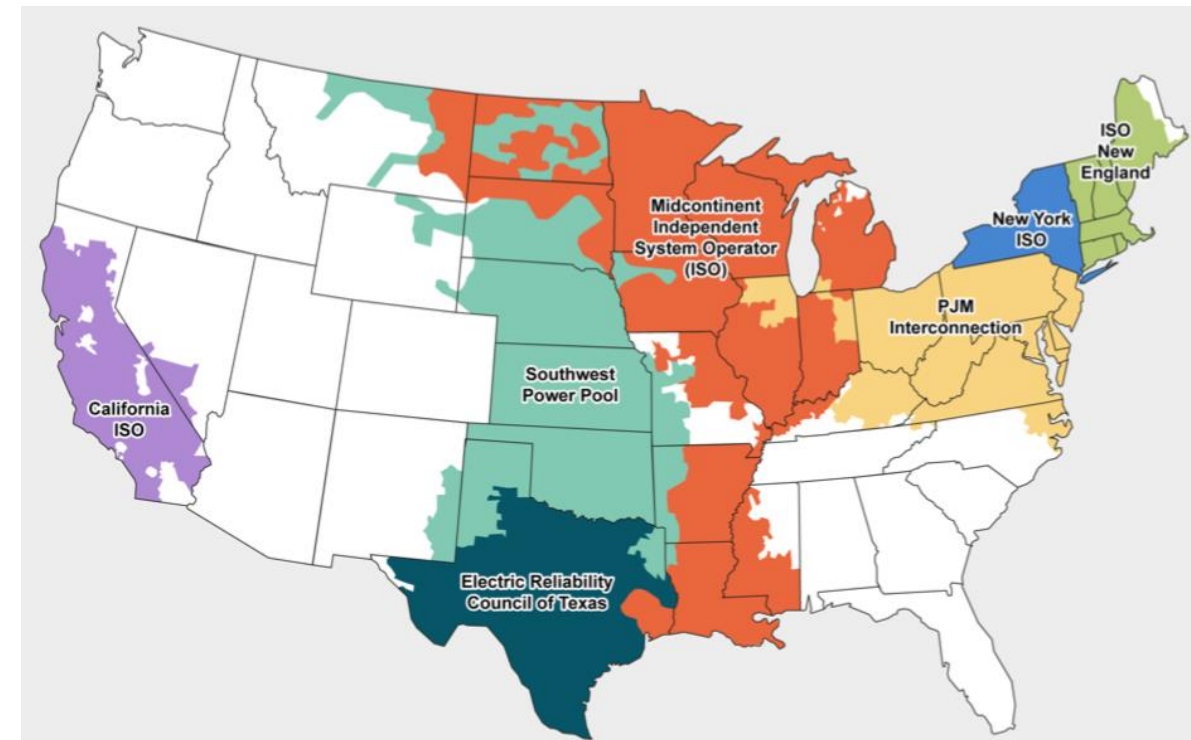 ISO
New
England
New York
ISO
Midcontinent
Independent
System Operator
(ISO)
PJM
Interconnection
Southwest
Power Pool
California
ISO
Electric Reliability
Council of Texas